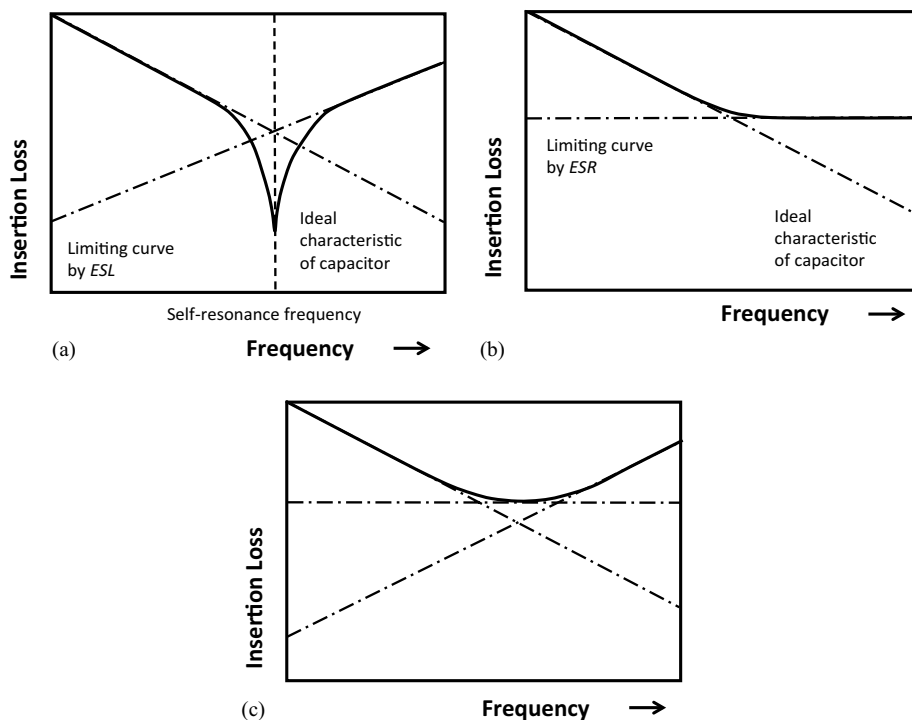 Insertion Loss
Limiting curve
by ESL
Ideal
characteristic
of capacitor
Self-resonance frequency
(a)
Frequency
Insertion Loss
Limiting curve
by ESR
Ideal
characteristic
of capacitor
(b)
Frequency
Insertion Loss
(c)
Frequency